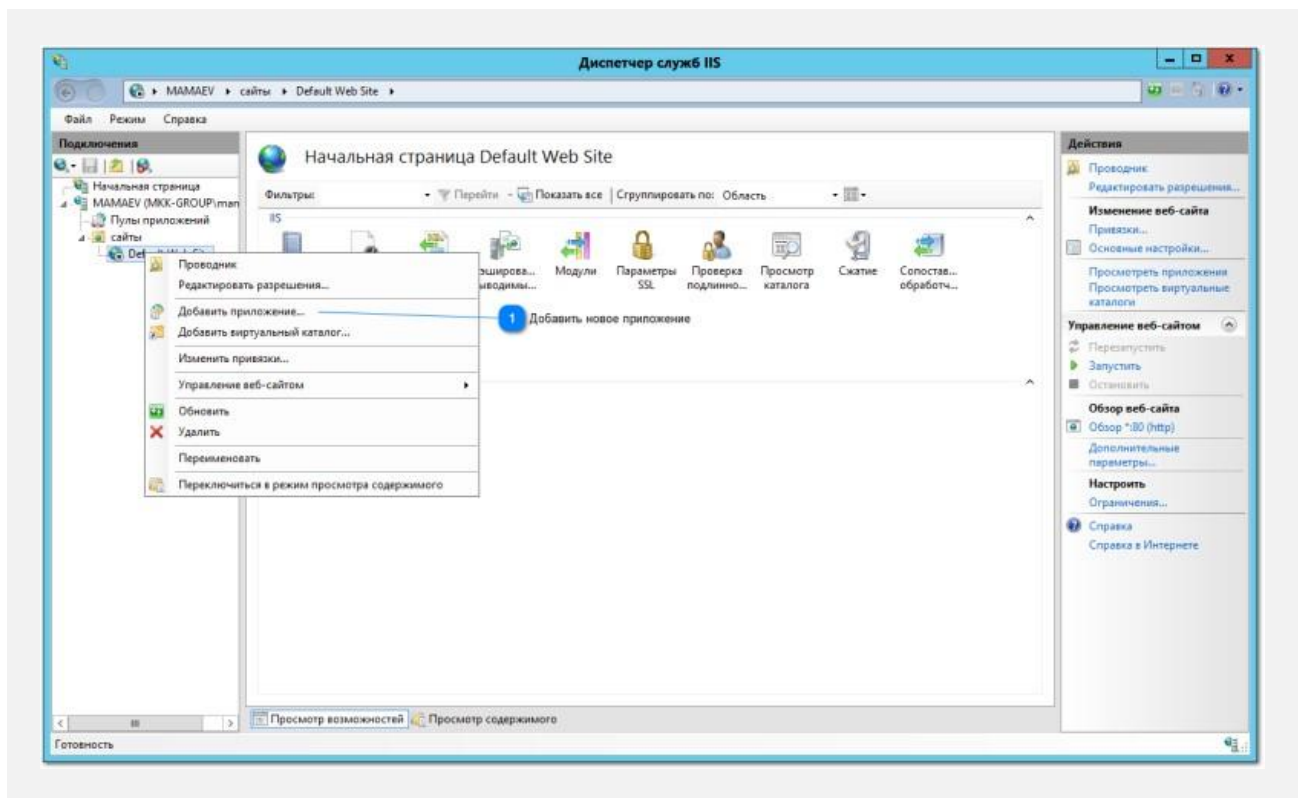 Диспетчер служб IIS
MAMAEV ▸ сайты ▸ Default Web Site ▸
Файл Режим Справка
Подключения
Начальная страница
MAMAEV (MKK-GROUP\mam
Пулы приложений
сайты
Проводник
Редактировать разрешения...
Добавить приложение...
Добавить виртуальный каталог...
Изменить привязки...
Управление веб-сайтом
Обновить
Удалить
Переименовать
Переключиться в режим просмотра содержимого
Начальная страница Default Web Site
Фильтры: Перейти Показать все Сгруппировать по: Область
IIS
Модули
Параметры SSL
Проверка подлинно...
Просмотр каталога
Сжатие
Сопостав... обработч...
1 Добавить новое приложение
Просмотр возможностей Просмотр содержимого
Действия
Проводник
Редактировать разрешения...
Изменение веб-сайта
Привязки...
Основные настройки...
Просмотреть приложения
Просмотреть виртуальные
каталоги
Управление веб-сайтом
Перезапустить
Запустить
Остановить
Обзор веб-сайта
Обзор *:80 (http)
Дополнительные
параметры...
Настроить
Ограничения...
Справка
Справка в Интернете
Готовность